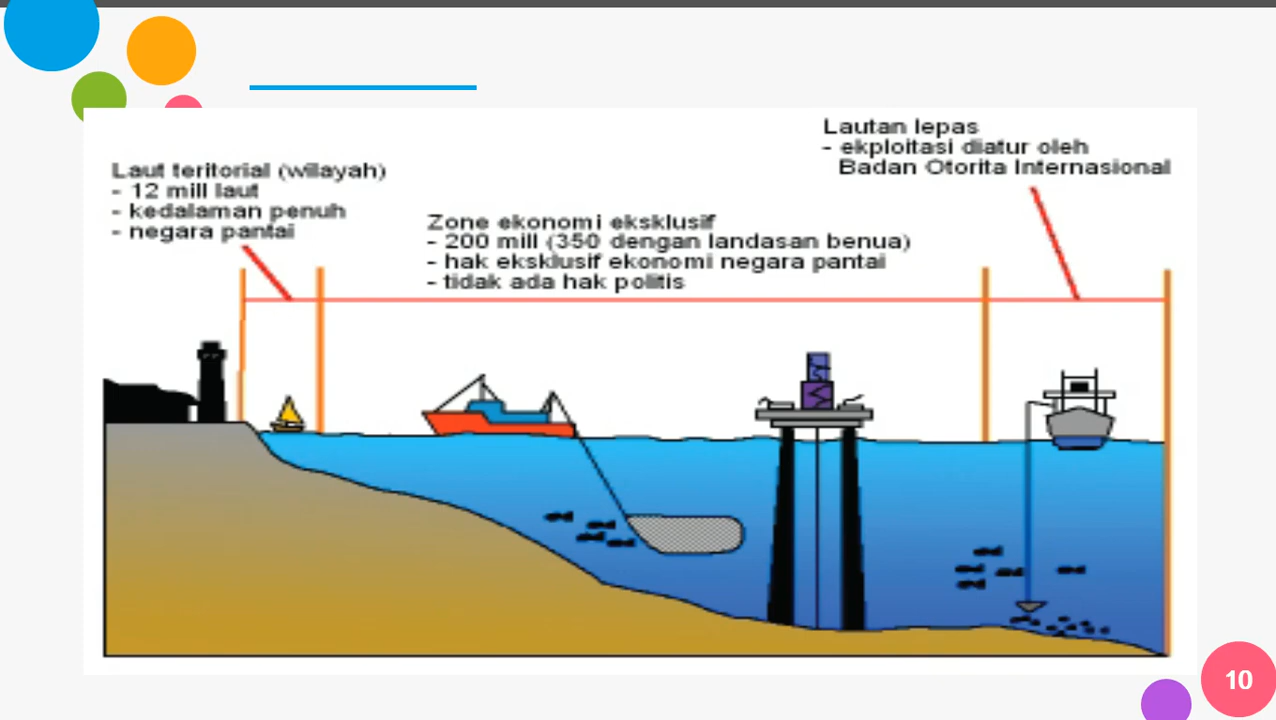 Laut teritorial (wilayah)
- 12 mill laut
- kedalaman penuh
- negara pantai
Zone ekonomi eksklusif
- 200 mill (350 dengan landasan benua)
- hak eksklusif ekonomi negara pantai
- tidak ada hak politis
Lautan lepas
- ekploitasi diatur oleh
Badan Otorita Internasional
10